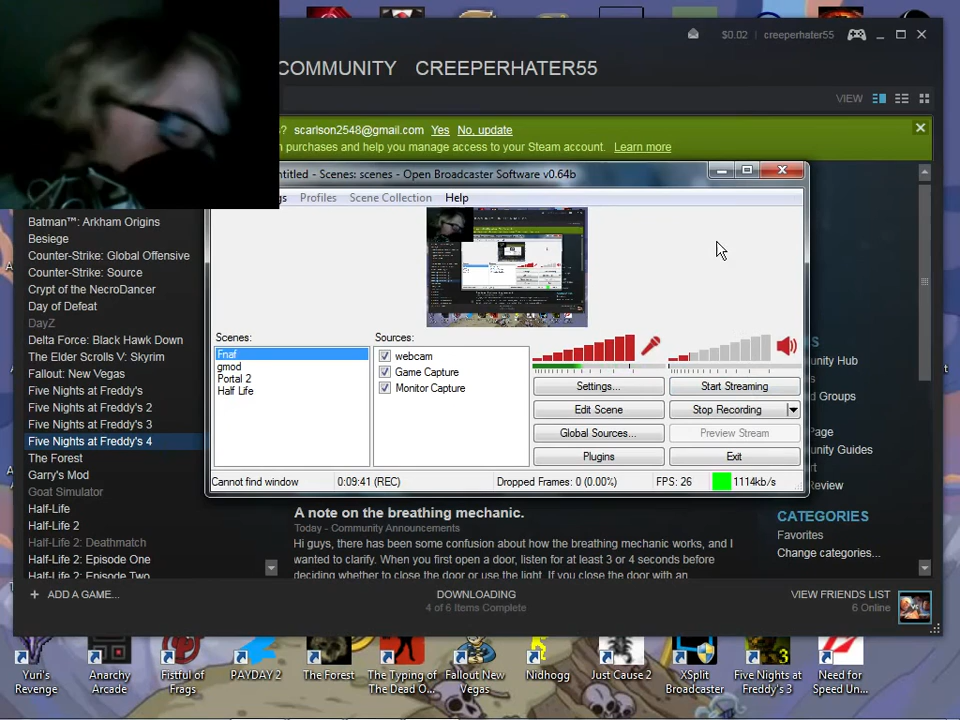 $0.02 creeperhater55
COMMUNITY CREEPERHATER55
VIEW
? scarlson2548@gmail.com Yes No, update
purchases and help you manage access to your Steam account. Learn more
ntitled - Scenes: scenes - Open Broadcaster Software v0.64b
Profiles Scene Collection Help
Batman™: Arkham Origins
Besiege
Counter-Strike: Global Offensive
Counter-Strike: Source
Crypt of the NecroDancer
Day of Defeat
DayZ
Delta Force: Black Hawk Down
The Elder Scrolls V: Skyrim
Fallout: New Vegas
Five Nights at Freddy's
Five Nights at Freddy's 2
Five Nights at Freddy's 3
Five Nights at Freddy's 4
The Forest
Garry's Mod
Goat Simulator
Half-Life
Half-Life 2
Half-Life 2: Deathmatch
Half-Life 2: Episode One
Half-Life 2: Episode Two
Scenes:
Fnaf
gmod
Portal 2
Half Life
Sources:
webcam
Game Capture
Monitor Capture
Settings... Start Streaming
Edit Scene Stop Recording
Global Sources... Preview Stream
Plugins Exit
Cannot find window 0:09:41 (REC) Dropped Frames: 0 (0.00%) FPS: 26 1114kb/s
S
unity Hub
d Groups
Page
unity Guides
rt
Review
CATEGORIES
Favorites
Change categories...
A note on the breathing mechanic.
Today - Community Announcements
Hi guys, there has been some confusion about how the breathing mechanic works, and I
wanted to clarify. When you first open a door, listen for at least 3 or 4 seconds before
deciding whether to close the door or use the light. If you close the door with an
+ ADD A GAME...
DOWNLOADING
4 of 6 Items Complete
VIEW FRIENDS LIST
6 Online
Yuri's Revenge
Anarchy Arcade
Fistful of Frags
PAYDAY 2
The Forest
The Typing of The Dead O...
Fallout New Vegas
Nidhogg
Just Cause 2
XSplit Broadcaster
Five Nights at Freddy's 3
Need for Speed Un...